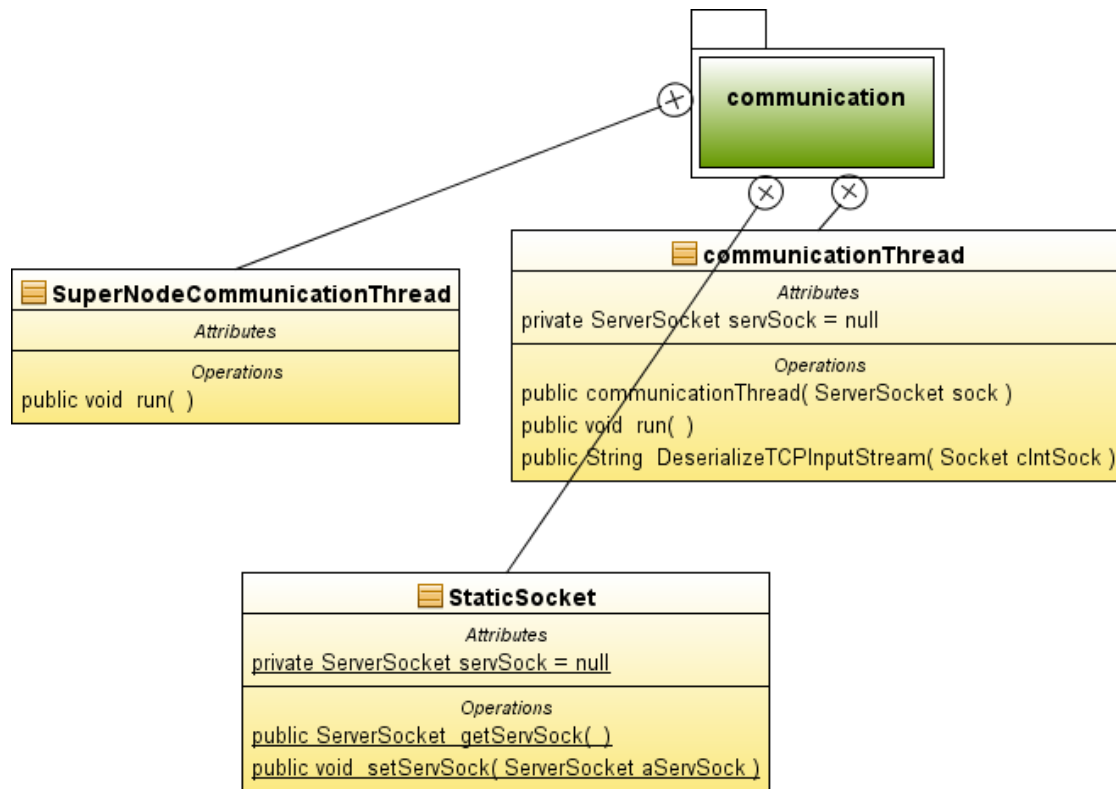 communication
SuperNodeCommunicationThread
Attributes
Operations
public void run( )
communicationThread
Attributes
private ServerSocket servSock = null
Operations
public communicationThread( ServerSocket sock )
public void run( )
public String DeserializeTCPInputStream( Socket clntSock )
StaticSocket
Attributes
private ServerSocket servSock = null
Operations
public ServerSocket getServSock( )
public void setServSock( ServerSocket aServSock )